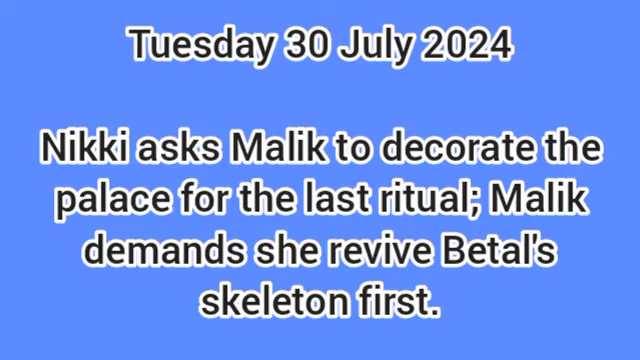 Tuesday 30 July 2024
Nikki asks Malik to decorate the
palace for the last ritual; Malik
demands she revive Betal's
skeleton first.